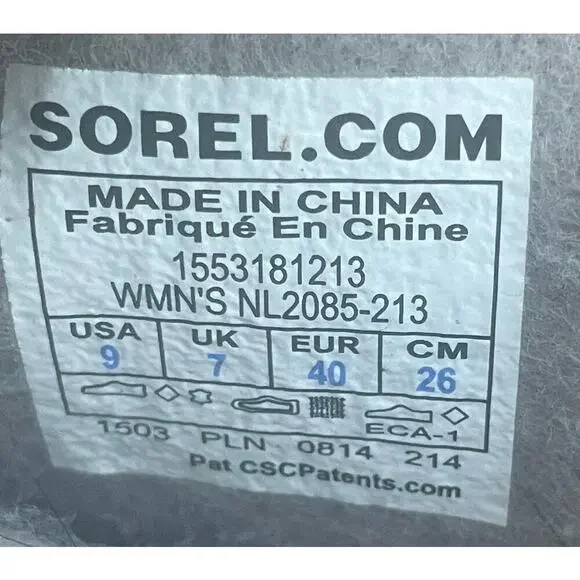 SOREL.COM
MADE IN CHINA
Fabriqué En Chine
1553181213
WMN'S NL2085-213
USA UK EUR CM
9 7 40 26
ECA-1
1503 PLN 0814 214
Pat CSCPatents.com